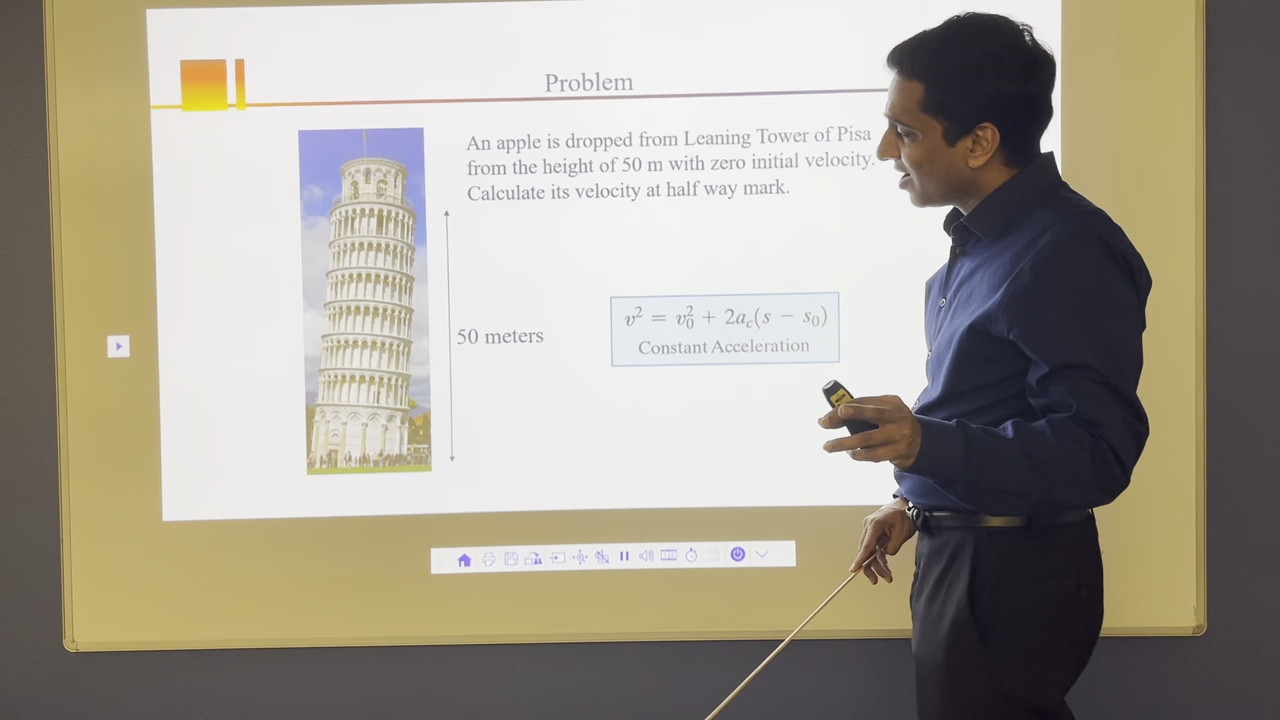 Problem
An apple is dropped from Leaning Tower of Pisa
from the height of 50 m with zero initial velocity.
Calculate its velocity at half way mark.
50 meters
v² = v₀² + 2a_c(s − s₀)
Constant Acceleration